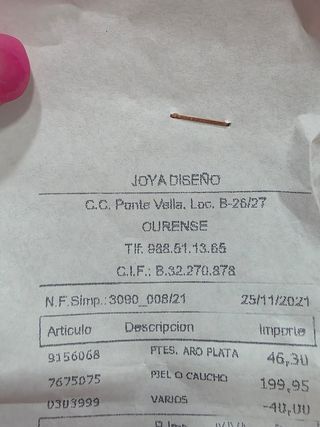 JOYADISEÑO
C.C. Ponte Vella. Loc. B-26/27
OURENSE
Tlf. 988.51.13.65
C.I.F.: B.32.270.878
N.F.Simp.: 3090_008/21 25/11/2021
Articulo Descripcion Importe
9156068 PTES. ARO PLATA 46,30
7675075 PIEL O CAUCHO 199,95
0303999 VARIOS -40,00